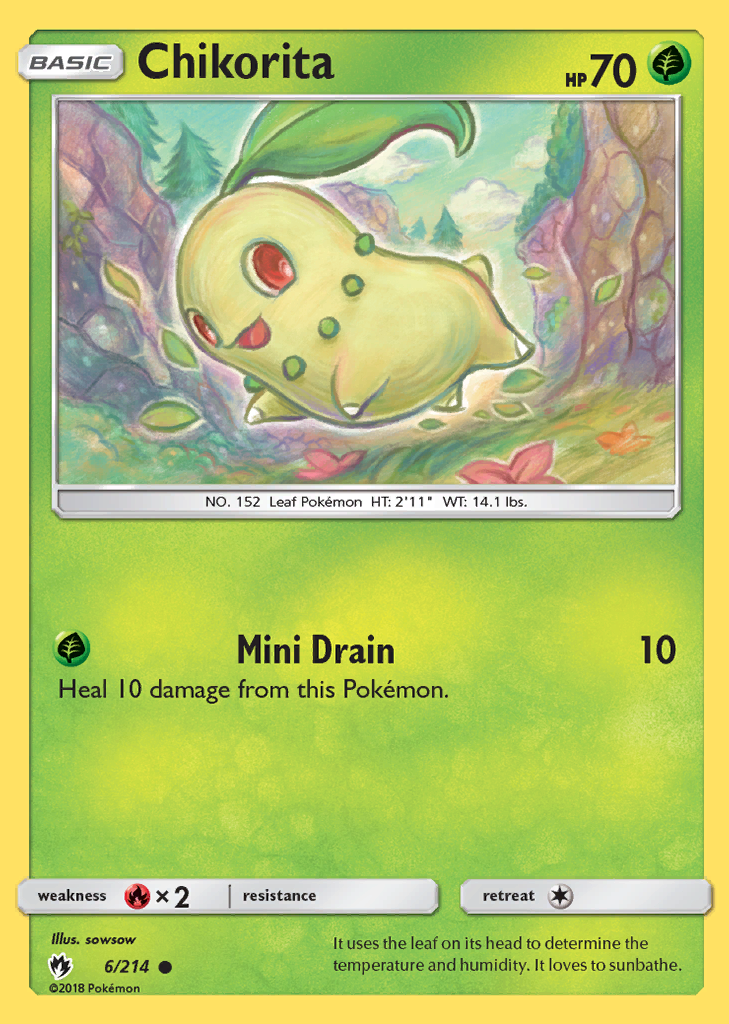 BASIC Chikorita HP 70
NO. 152 Leaf Pokémon HT: 2'11" WT: 14.1 lbs.
Mini Drain 10
Heal 10 damage from this Pokémon.
weakness ×2 resistance retreat
Illus. sowsow
6/214
©2018 Pokémon
It uses the leaf on its head to determine the
temperature and humidity. It loves to sunbathe.